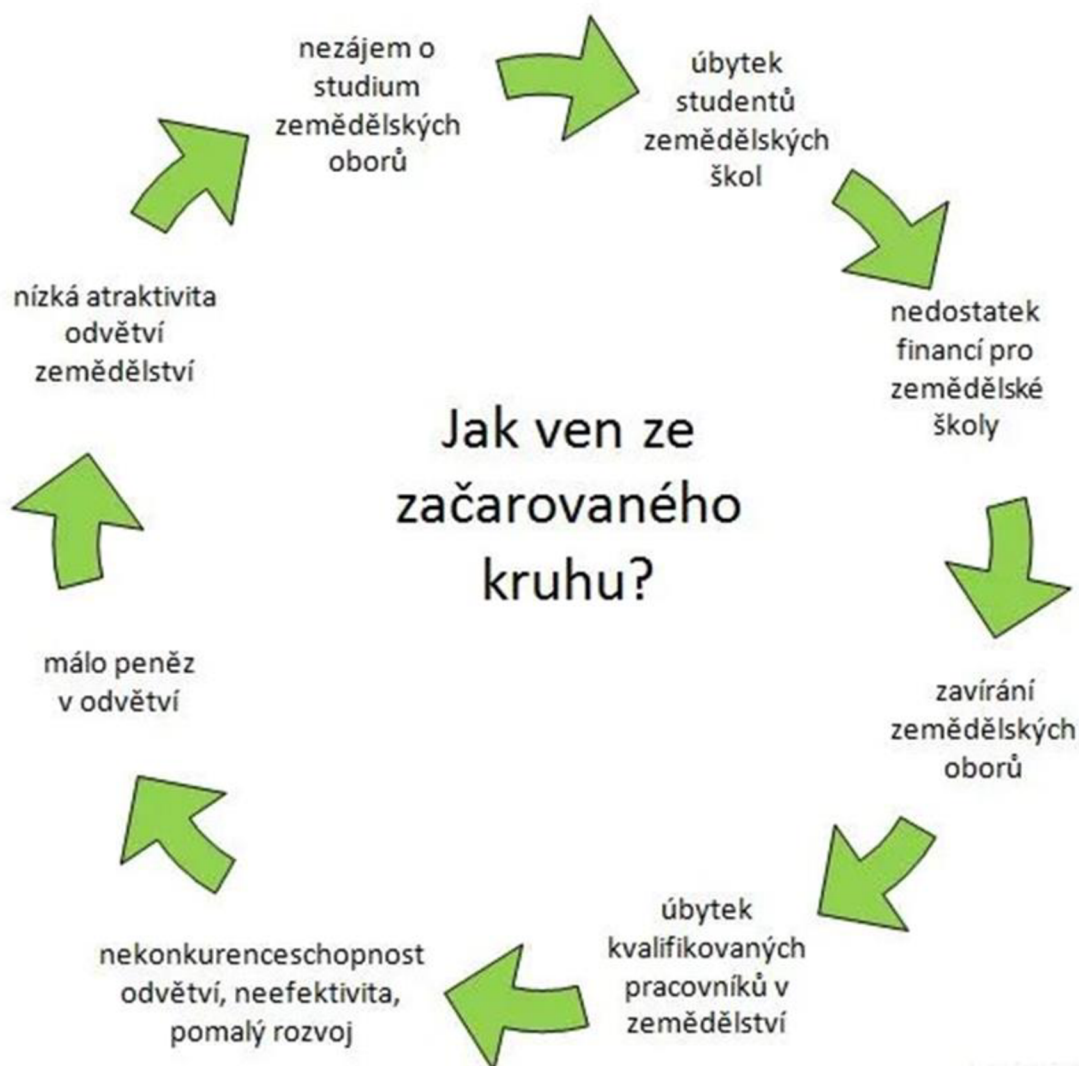 nezájem o
studium
zemědělských
oborů
úbytek
studentů
zemědělských
škol
nedostatek
financí pro
zemědělské
školy
zavírání
zemědělských
oborů
úbytek
kvalifikovaných
pracovníků v
zemědělství
nekonkurenceschopnost
odvětví, neefektivita,
pomalý rozvoj
málo peněz
v odvětví
nízká atraktivita
odvětví
zemědělství
Jak ven ze
začarovaného
kruhu?